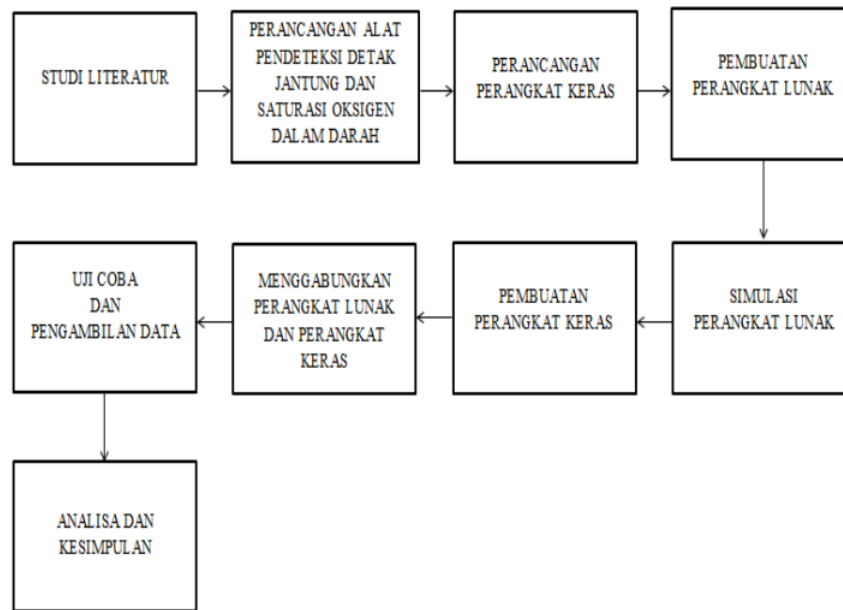 STUDI LITERATUR
PERANCANGAN ALAT
PENDETEKSI DETAK
JANTUNG DAN
SATURASI OKSIGEN
DALAM DARAH
PERANCANGAN
PERANGKAT KERAS
PEMBUATAN
PERANGKAT LUNAK
SIMULASI
PERANGKAT LUNAK
PEMBUATAN
PERANGKAT KERAS
MENGGABUNGKAN
PERANGKAT LUNAK
DAN PERANGKAT
KERAS
UJI COBA
DAN
PENGAMBILAN DATA
ANALISA DAN
KESIMPULAN